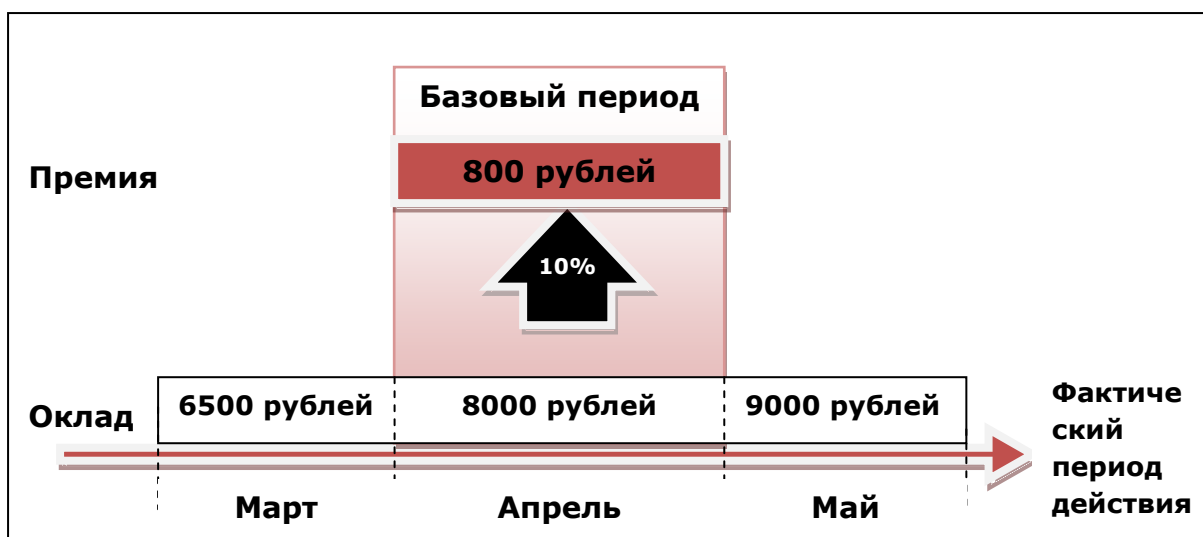 Базовый период
Премия
800 рублей
10%
Оклад
6500 рублей
8000 рублей
9000 рублей
Фактиче
ский
период
действия
Март
Апрель
Май